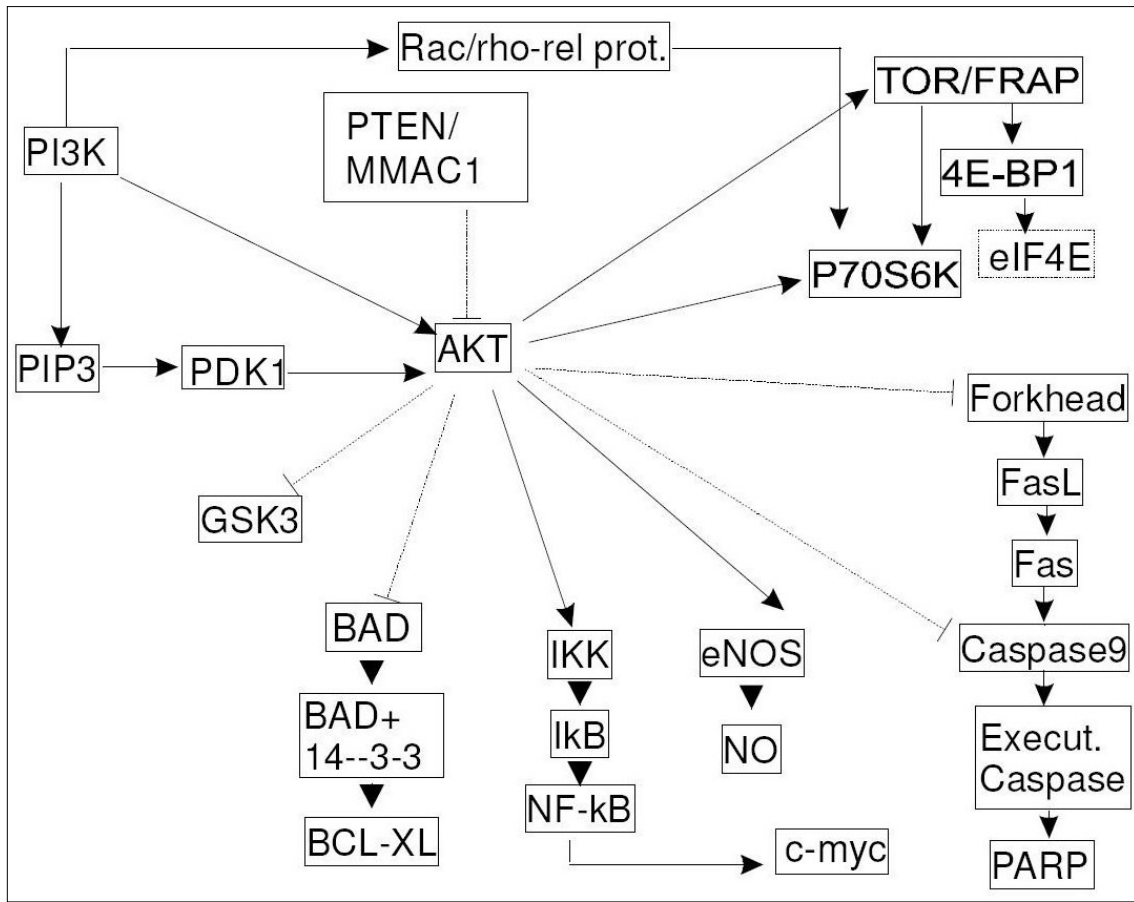 Rac/rho-rel prot.
TOR/FRAP
PTEN/
MMAC1
PI3K
4E-BP1
eIF4E
P70S6K
AKT
PIP3
PDK1
Forkhead
FasL
GSK3
Fas
BAD
IKK
eNOS
Caspase9
BAD+
14--3-3
IkB
NO
Execut.
Caspase
NF-kB
BCL-XL
c-myc
PARP